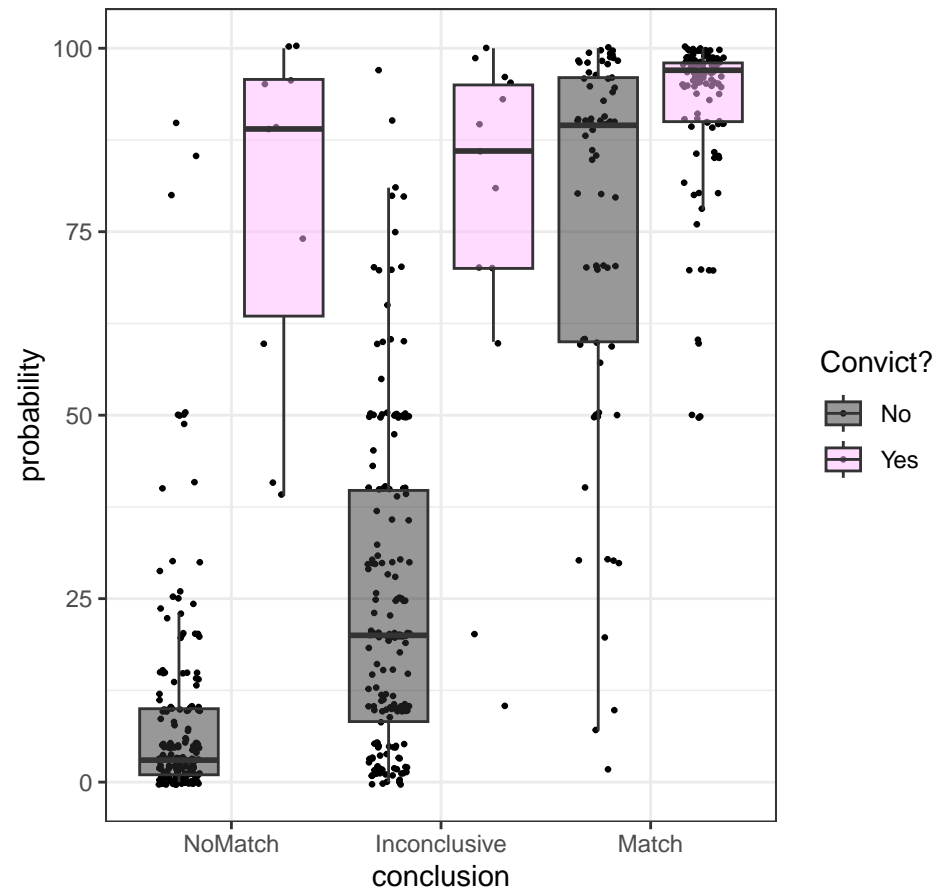 100
75
50
25
0
probability
NoMatch
Inconclusive
Match
conclusion
Convict?
No
Yes